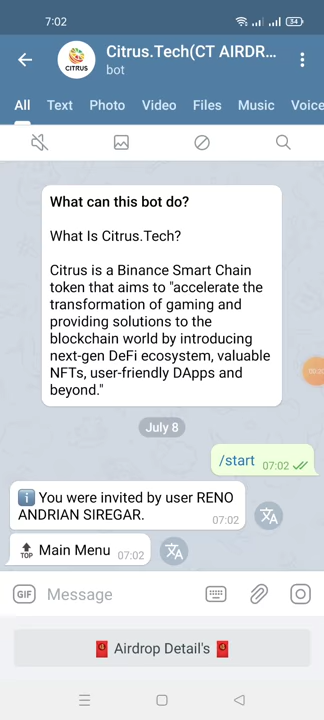 7:02
54
Citrus.Tech(CT AIRDR...
CITRUS
bot
All Text Photo Video Files Music Voice
What can this bot do?
What Is Citrus.Tech?
Citrus is a Binance Smart Chain
token that aims to "accelerate the
transformation of gaming and
providing solutions to the
blockchain world by introducing
next-gen DeFi ecosystem, valuable
NFTs, user-friendly DApps and
beyond."
July 8
/start 07:02
You were invited by user RENO
ANDRIAN SIREGAR. 07:02
TOP Main Menu 07:02
GIF Message
Airdrop Detail's